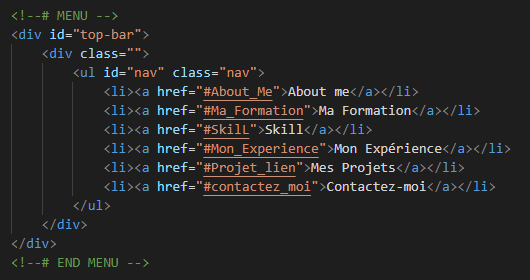 <!--# MENU -->
<div id="top-bar">
<div class="">
<ul id="nav" class="nav">
<li><a href="#About_Me">About me</a></li>
<li><a href="#Ma_Formation">Ma Formation</a></li>
<li><a href="#SkilL">Skill</a></li>
<li><a href="#Mon_Experience">Mon Expérience</a></li>
<li><a href="#Projet_lien">Mes Projets</a></li>
<li><a href="#contactez_moi">Contactez-moi</a></li>
</ul>
</div>
</div>
<!--# END MENU -->